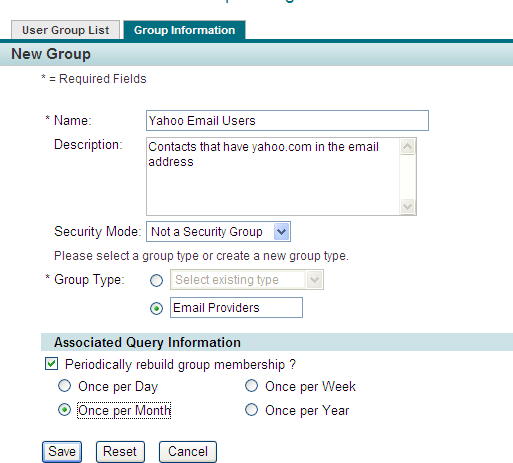 User Group List Group Information
New Group
* = Required Fields
* Name: Yahoo Email Users
Description: Contacts that have yahoo.com in the email
address
Security Mode: Not a Security Group
Please select a group type or create a new group type.
* Group Type: Select existing type
Email Providers
Associated Query Information
Periodically rebuild group membership ?
Once per Day Once per Week
Once per Month Once per Year
Save Reset Cancel